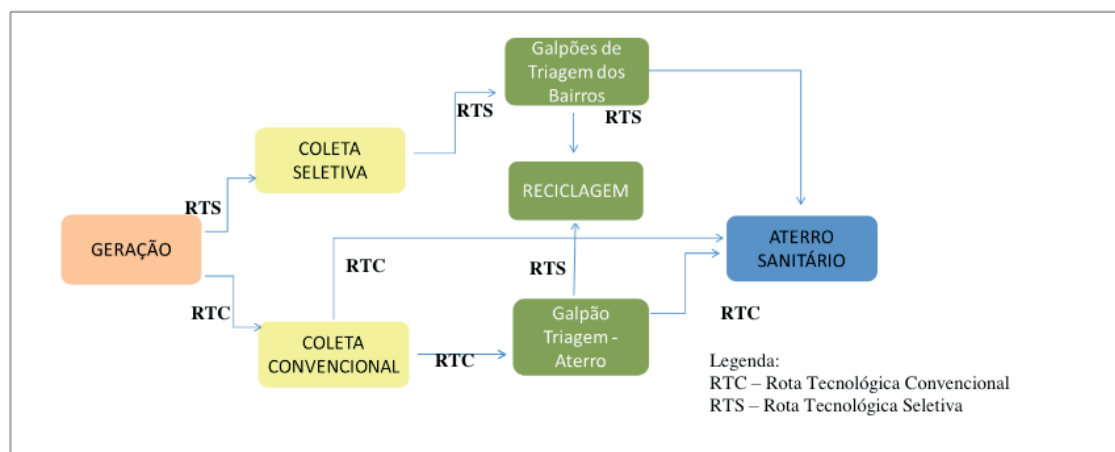 Galpões de
Triagem dos
Bairros
RTS
RTS
COLETA
SELETIVA
RECICLAGEM
RTS
GERAÇÃO
ATERRO
SANITÁRIO
RTC
RTS
RTC
Galpão
Triagem -
Aterro
RTC
COLETA
CONVENCIONAL
RTC
Legenda:
RTC – Rota Tecnológica Convencional
RTS – Rota Tecnológica Seletiva